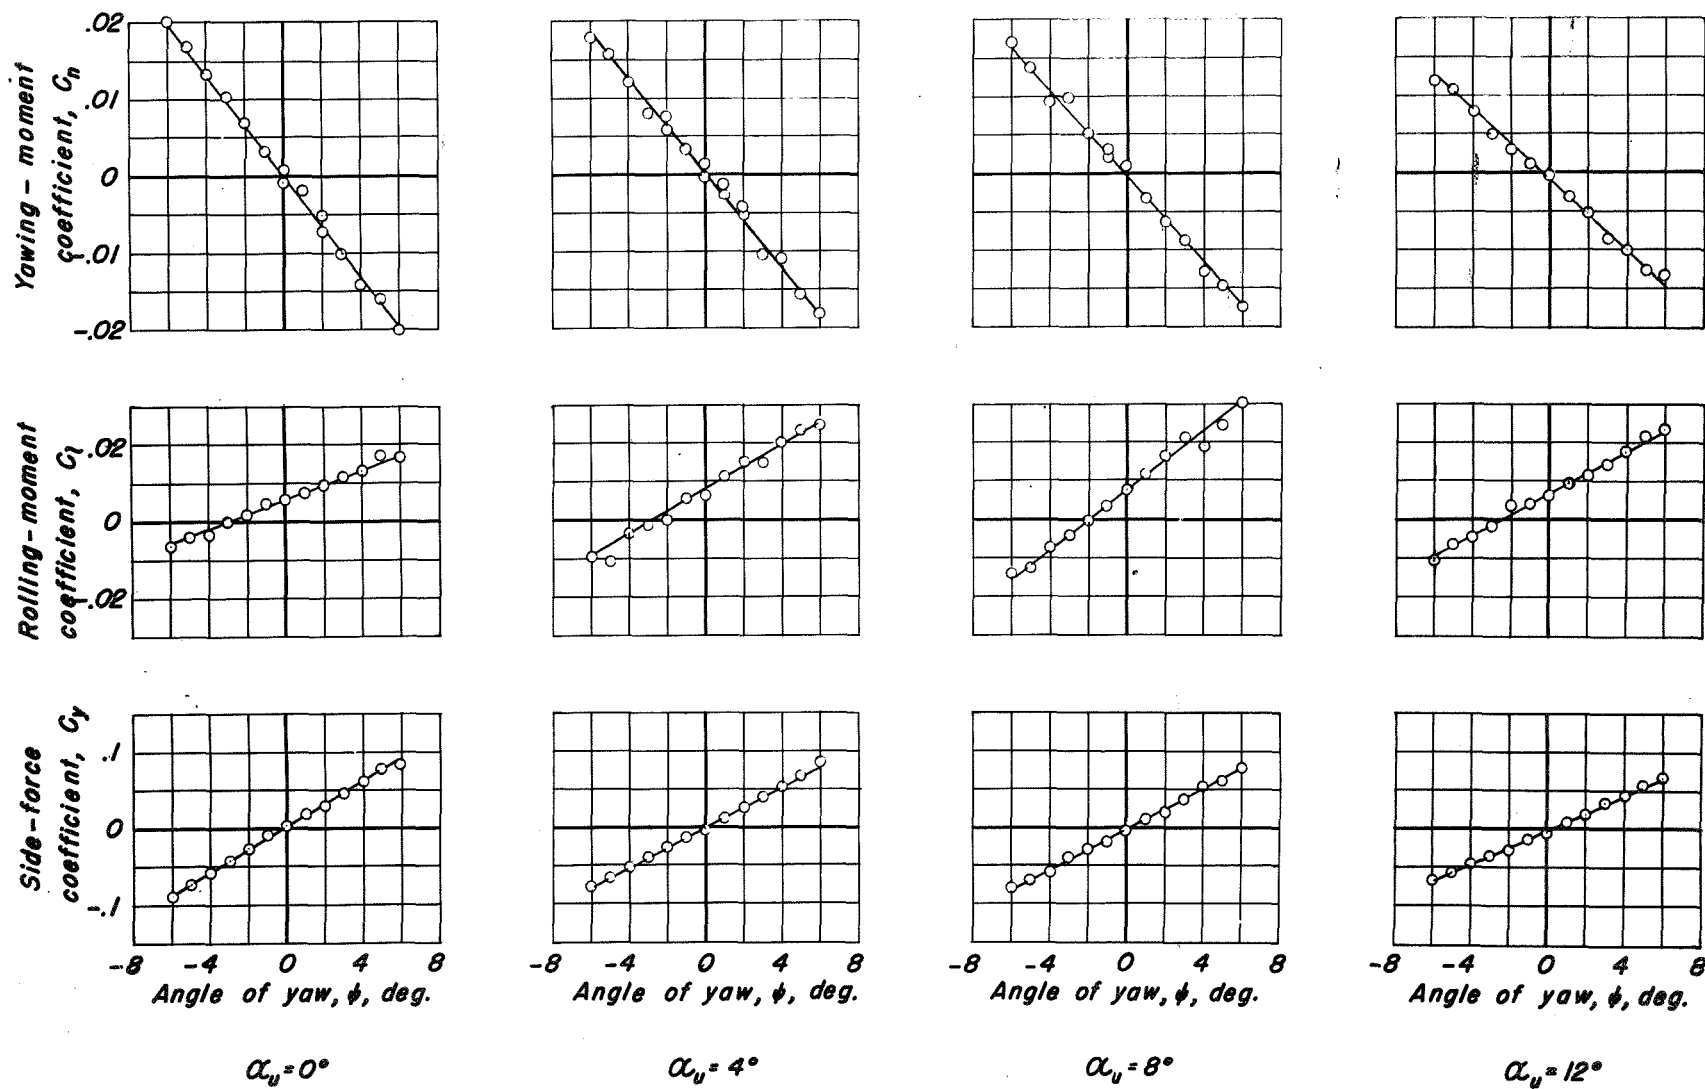 Yawing - moment
coefficient, Cn
.02
.01
0
-.01
-.02
Rolling - moment
coefficient, Cl
.02
0
-.02
Side - force
coefficient, Cy
.1
0
-.1
-8 -4 0 4 8
Angle of yaw, ψ, deg.
αu = 0°
-8 -4 0 4 8
Angle of yaw, ψ, deg.
αu = 4°
-8 -4 0 4 8
Angle of yaw, ψ, deg.
αu = 8°
-8 -4 0 4 8
Angle of yaw, ψ, deg.
αu = 12°